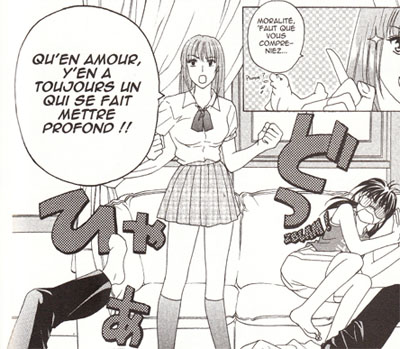 MORALITÉ,
'FAUT QUE
VOUS
COMPRE-
NIEZ...
QU'EN AMOUR,
Y'EN A
TOUJOURS UN
QUI SE FAIT
METTRE
PROFOND !!
どっ
ひゃあ